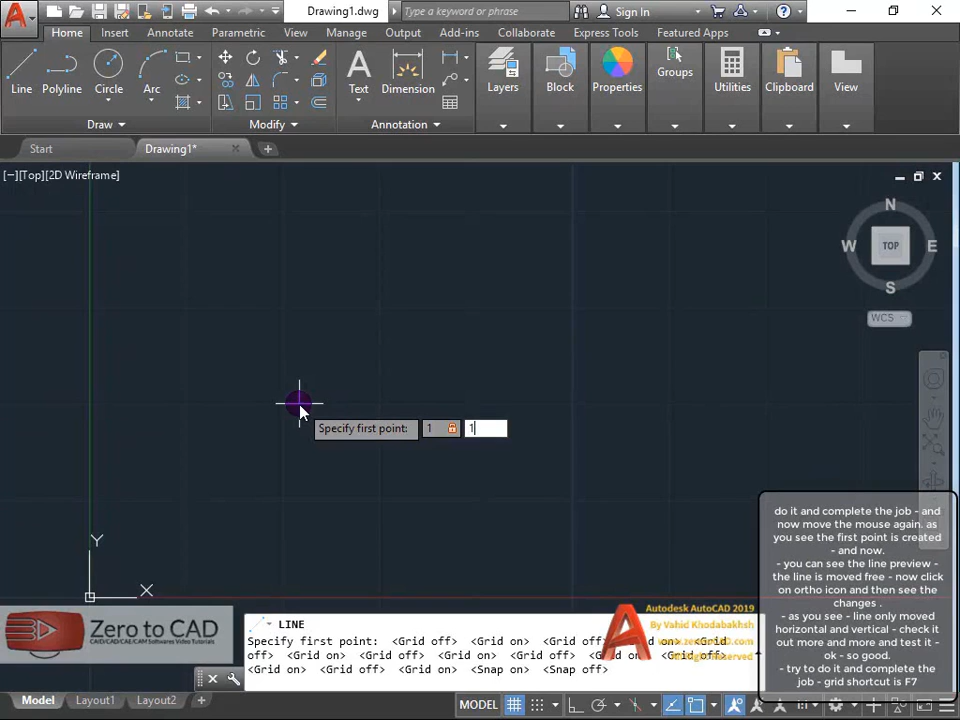 Drawing1.dwg
Type a keyword or phrase
Sign In
Home Insert Annotate Parametric View Manage Output Add-ins Collaborate Express Tools Featured Apps
Line Polyline Circle Arc Text Dimension Layers Block Properties Groups Utilities Clipboard View
Draw Modify Annotation
Start Drawing1*
[−][Top][2D Wireframe]
N
W TOP E
S
WCS
Specify first point: 1 1
Y
X
do it and complete the job - and
now move the mouse again. as
you see the first point is created
- and now.
- you can see the line preview -
the line is moved free - now click
on ortho icon and then see the
changes .
- as you see - line only moved
horizontal and vertical - check it
out more and more and test it -
ok - so good.
- try to do it and complete the
job - grid shortcut is F7
Zero to CAD
CAD/CAD/CAE/CAM Softwares Video Tutorials
LINE
Specify first point: <Grid off> <Grid on> <Grid off> <Grid
off> <Grid on> <Grid off> <Grid on> <Grid on> <Grid off>
<Grid on> <Grid off> <Grid on> <Snap on> <Snap off>
Autodesk AutoCAD 2019
By Vahid Khodabakhsh
Model Layout1 Layout2
MODEL